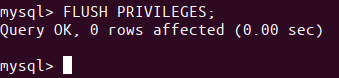 mysql> FLUSH PRIVILEGES;
Query OK, 0 rows affected (0.00 sec)
mysql>